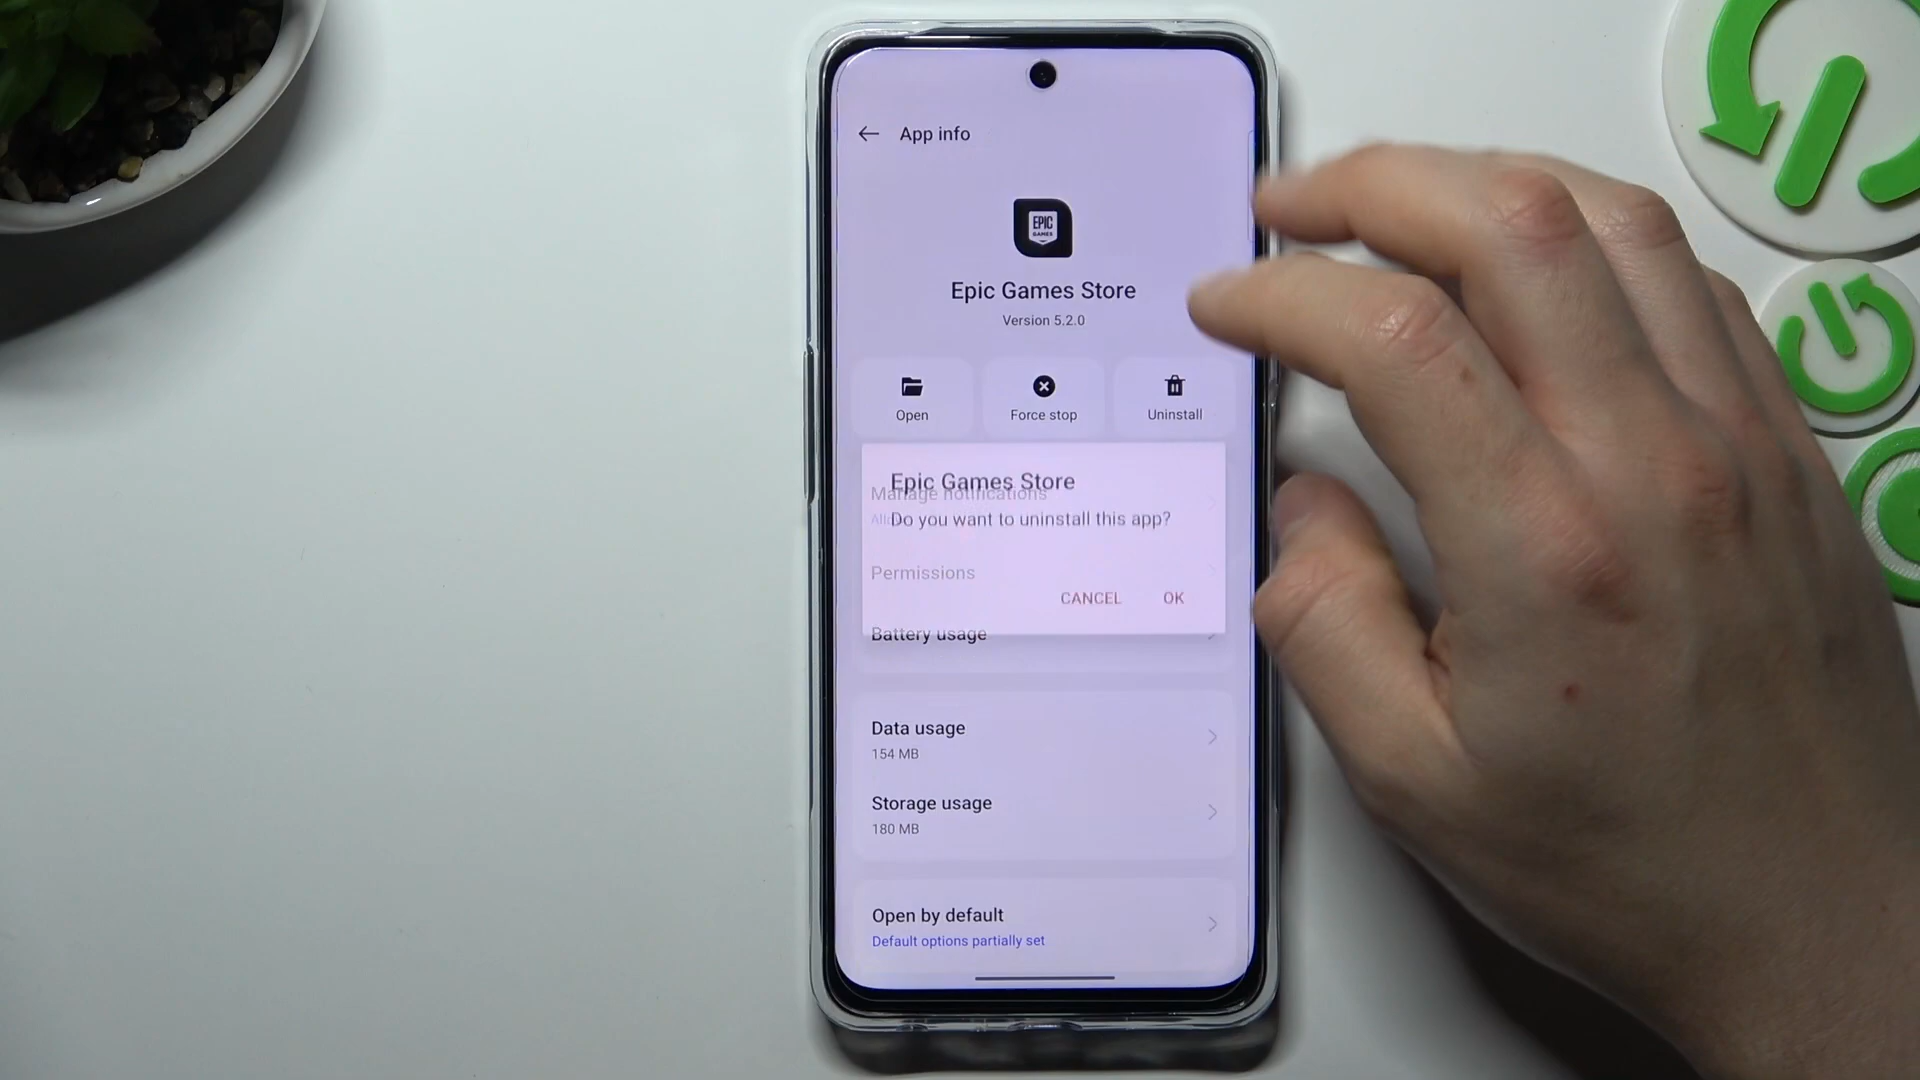 App info
EPIC
GAMES
Epic Games Store
Version 5.2.0
Open
Force stop
Uninstall
Epic Games Store
Manage notifications
Do you want to uninstall this app?
Permissions
CANCEL
OK
Battery usage
Data usage
154 MB
Storage usage
180 MB
Open by default
Default options partially set